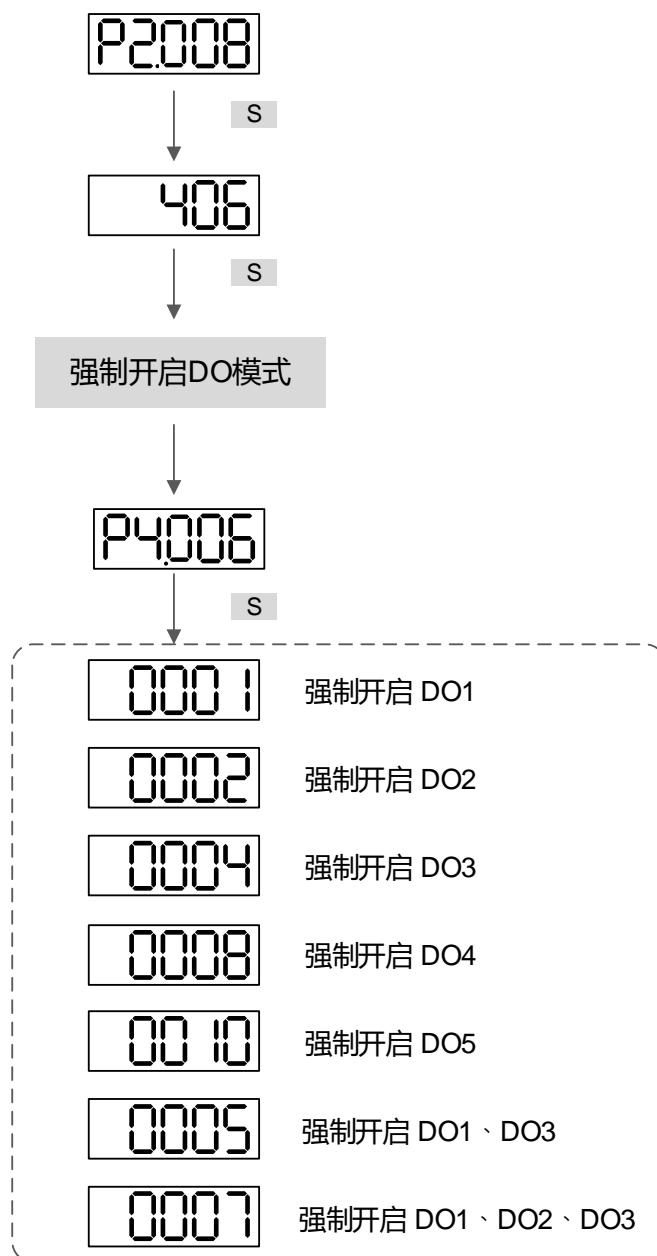 P2.008
S
406
S
强制开启DO模式
P4.006
S
0001 强制开启 DO1
0002 强制开启 DO2
0004 强制开启 DO3
0008 强制开启 DO4
0010 强制开启 DO5
0005 强制开启 DO1、DO3
0007 强制开启 DO1、DO2、DO3